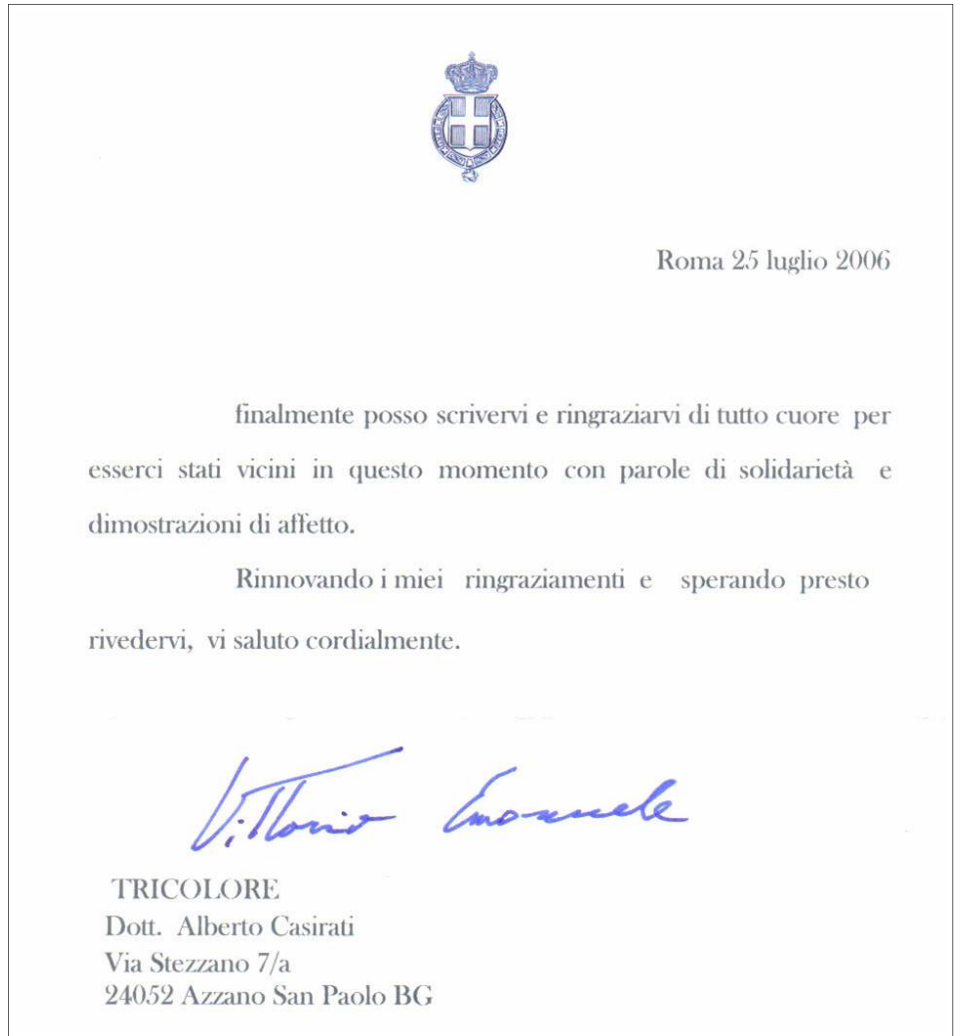 Roma 25 luglio 2006
finalmente posso scrivervi e ringraziarvi di tutto cuore per
esserci stati vicini in questo momento con parole di solidarietà e
dimostrazioni di affetto.
Rinnovando i miei ringraziamenti e sperando presto
rivedervi, vi saluto cordialmente.
Vittorio Emanuele
TRICOLORE
Dott. Alberto Casirati
Via Stezzano 7/a
24052 Azzano San Paolo BG